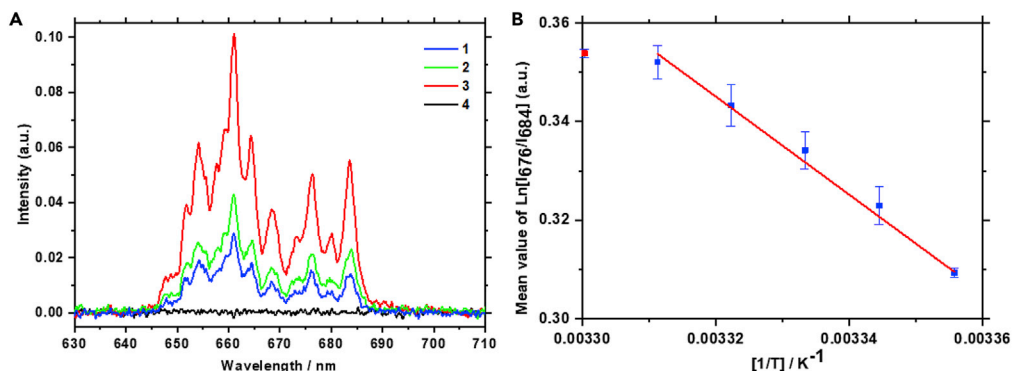 A
0.10
0.08
0.06
0.04
0.02
0.00
Intensity (a.u.)
1
2
3
4
630 640 650 660 670 680 690 700 710
Wavelength / nm
B
0.36
0.34
0.32
0.30
Mean value of Ln[I676/I684] (a.u.)
0.00330 0.00332 0.00334 0.00336
[1/T] / K-1